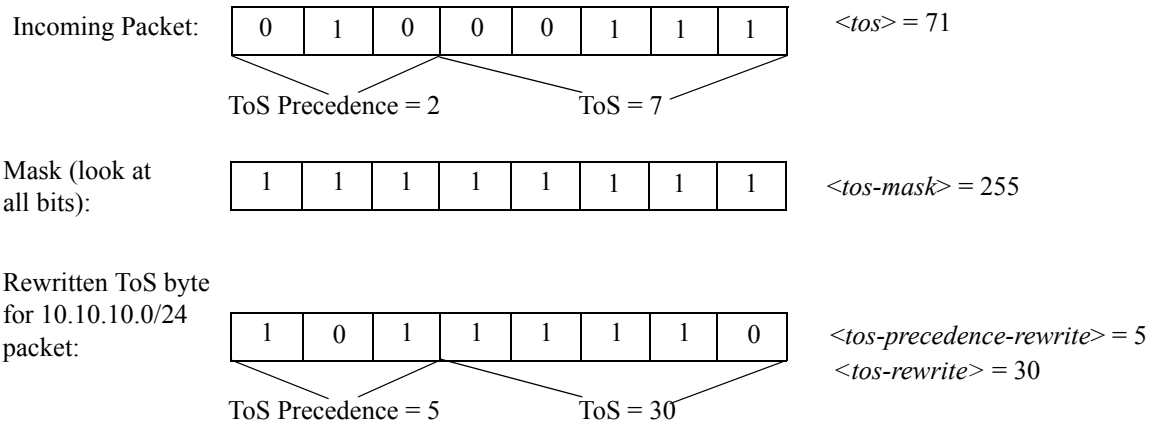 Incoming Packet: 0 1 0 0 0 1 1 1 <tos> = 71
ToS Precedence = 2 ToS = 7
Mask (look at
all bits): 1 1 1 1 1 1 1 1 <tos-mask> = 255
Rewritten ToS byte
for 10.10.10.0/24
packet: 1 0 1 1 1 1 1 0 <tos-precedence-rewrite> = 5
<tos-rewrite> = 30
ToS Precedence = 5 ToS = 30